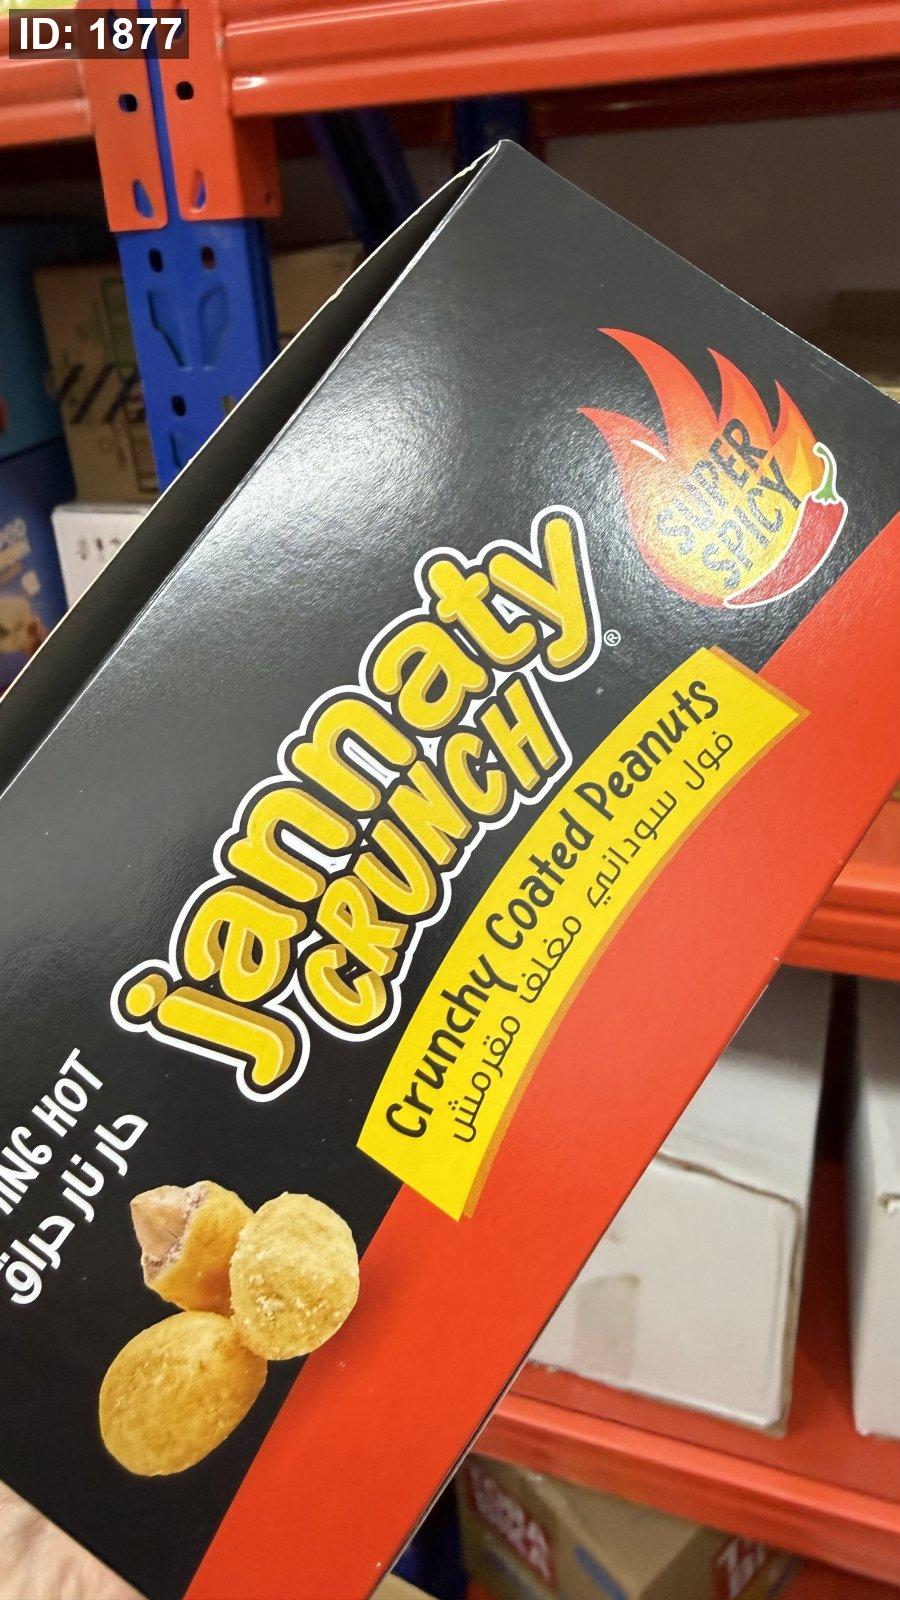 ID: 1877
SUPER
SPICY
jannaty
CRUNCH
®
Crunchy Coated Peanuts
فول سوداني مغلف مقرمش
HOT
حار نار حراق